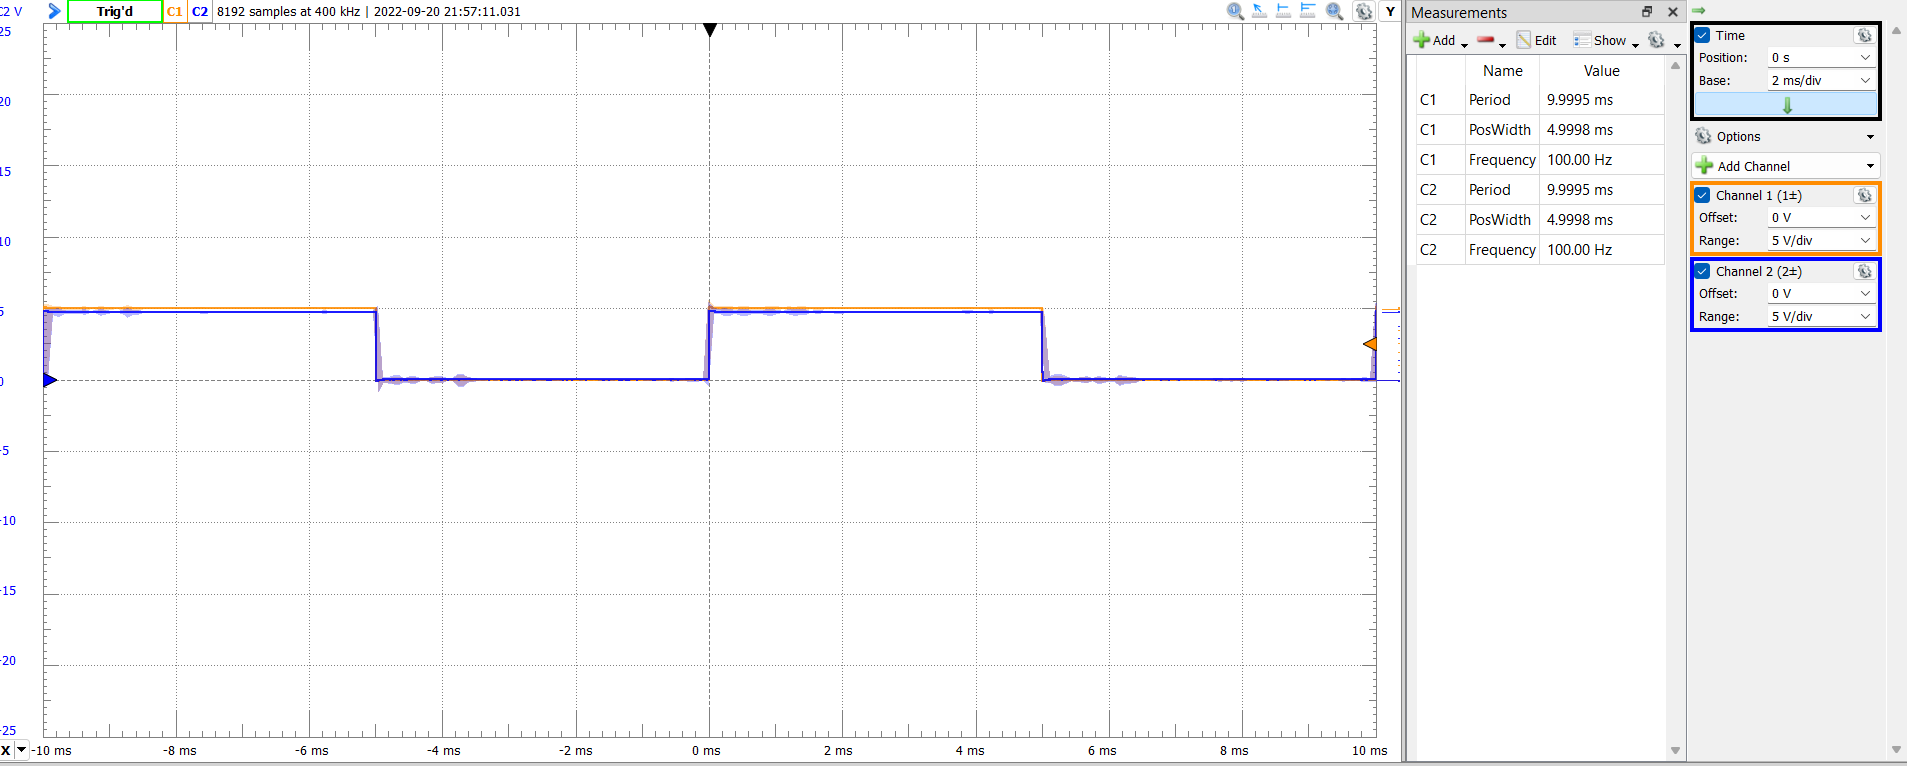 C2 V Trig'd C1 C2 8192 samples at 400 kHz | 2022-09-20 21:57:11.031 Y
25
20
15
10
5
0
-5
-10
-15
-20
-25
X -10 ms -8 ms -6 ms -4 ms -2 ms 0 ms 2 ms 4 ms 6 ms 8 ms 10 ms
Measurements
Add Edit Show
Name Value
C1 Period 9.9995 ms
C1 PosWidth 4.9998 ms
C1 Frequency 100.00 Hz
C2 Period 9.9995 ms
C2 PosWidth 4.9998 ms
C2 Frequency 100.00 Hz
Time
Position: 0 s
Base: 2 ms/div
Options
Add Channel
Channel 1 (1±)
Offset: 0 V
Range: 5 V/div
Channel 2 (2±)
Offset: 0 V
Range: 5 V/div